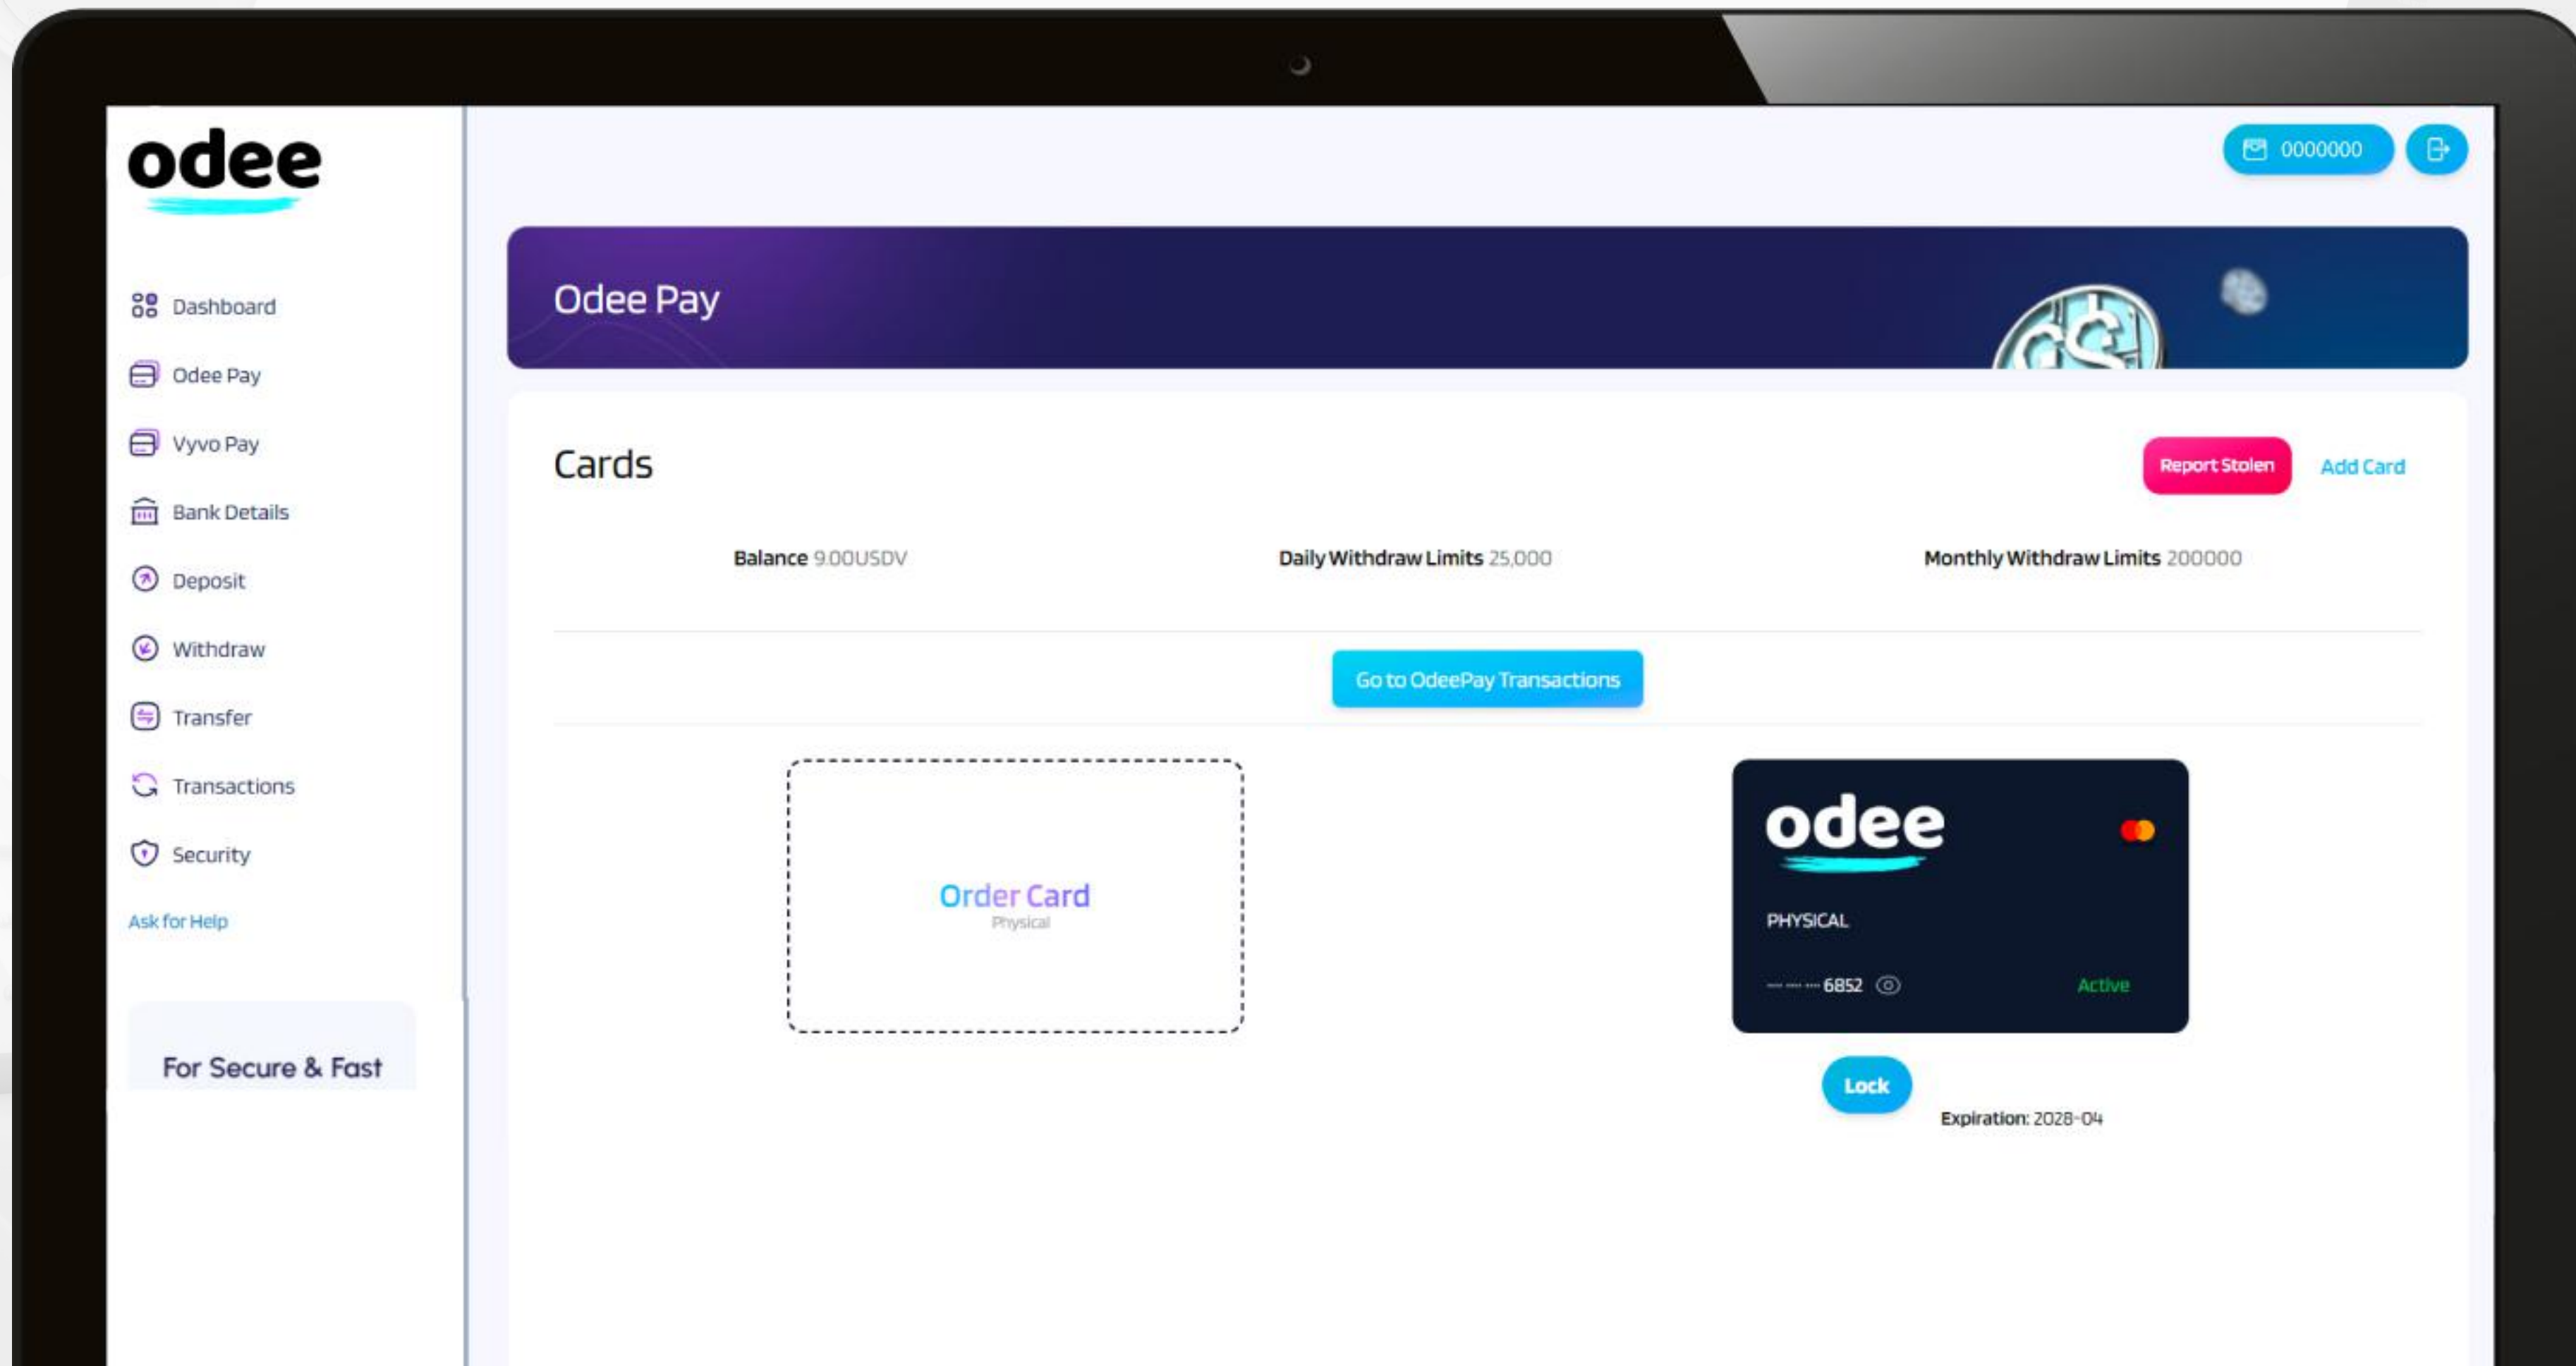 odee
0000000
Dashboard
Odee Pay
Vyvo Pay
Bank Details
Deposit
Withdraw
Transfer
Transactions
Security
Ask for Help
For Secure & Fast
Odee Pay
Cards
Report Stolen
Add Card
Balance 9.00USDV
Daily Withdraw Limits 25,000
Monthly Withdraw Limits 200000
Go to OdeePay Transactions
Order Card
Physical
odee
PHYSICAL
···· ···· ···· 6852
Active
Lock
Expiration: 2028-04